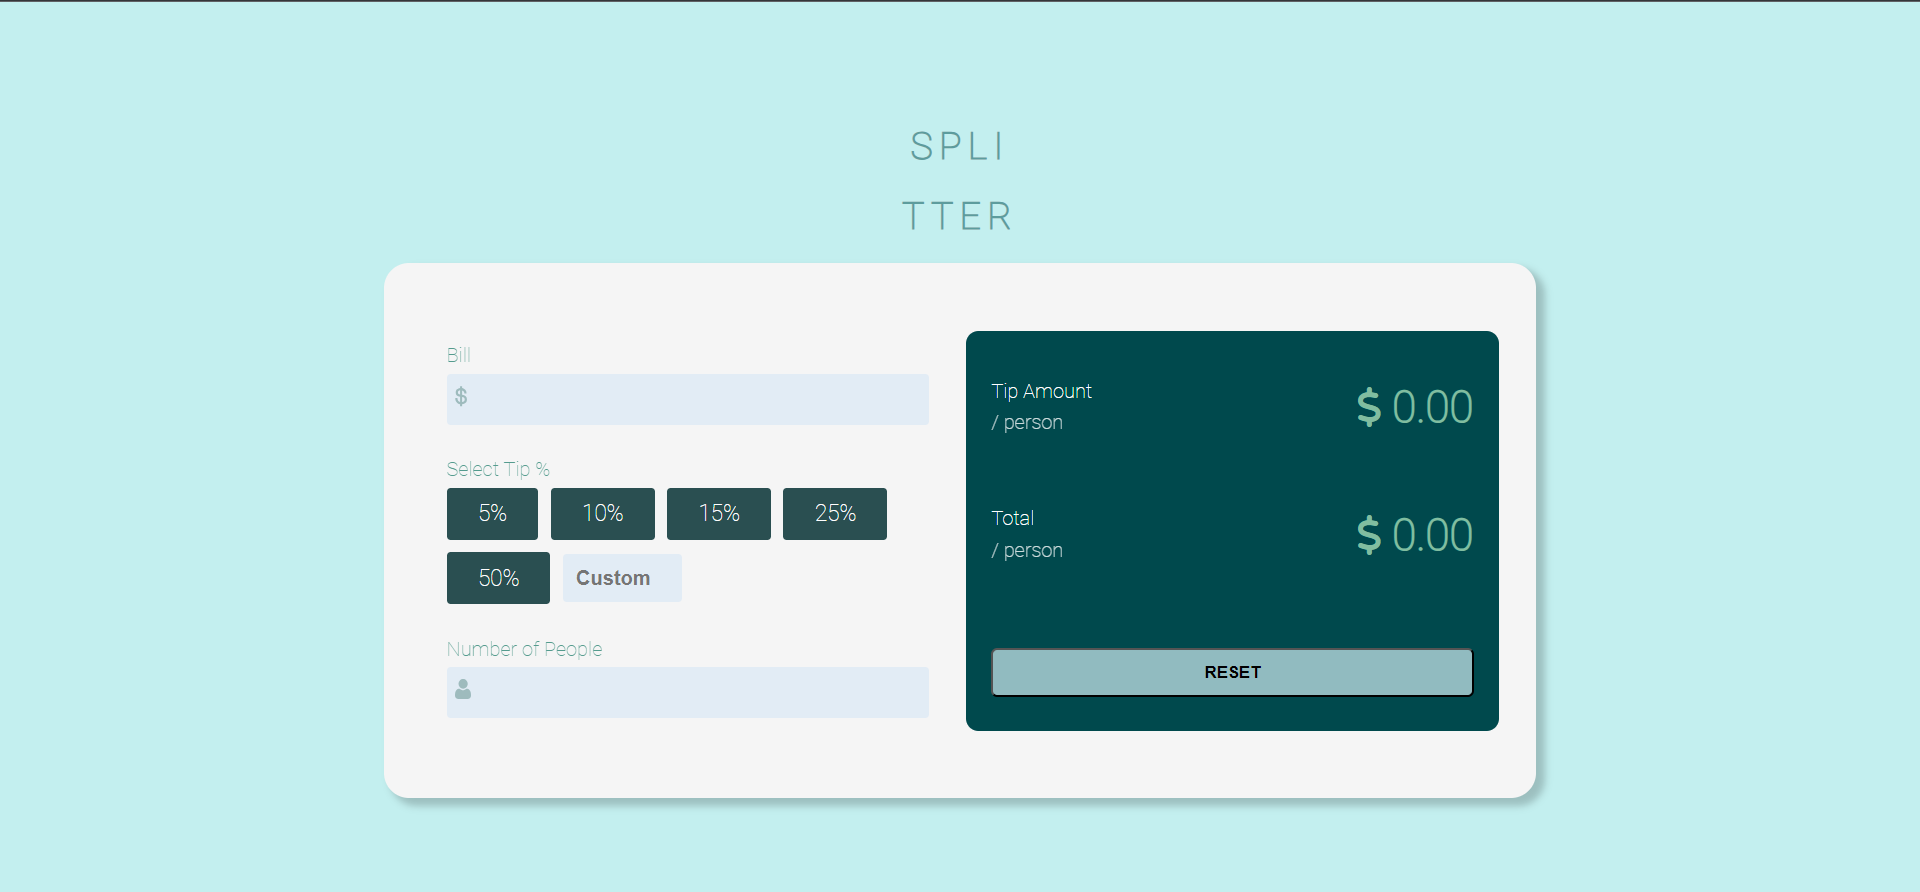 SPLI
TTER
Bill
$
Select Tip %
5% 10% 15% 25%
50% Custom
Number of People
Tip Amount
/ person
$ 0.00
Total
/ person
$ 0.00
RESET